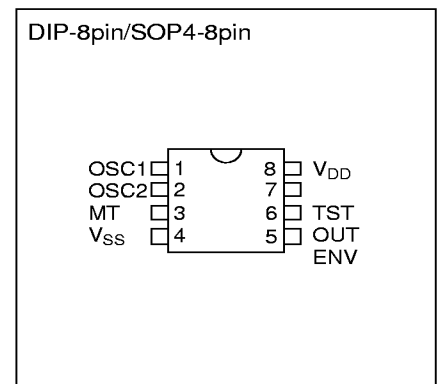 DIP-8pin/SOP4-8pin
OSC1 1 8 VDD
OSC2 2 7
MT 3 6 TST
VSS 4 5 OUT
ENV